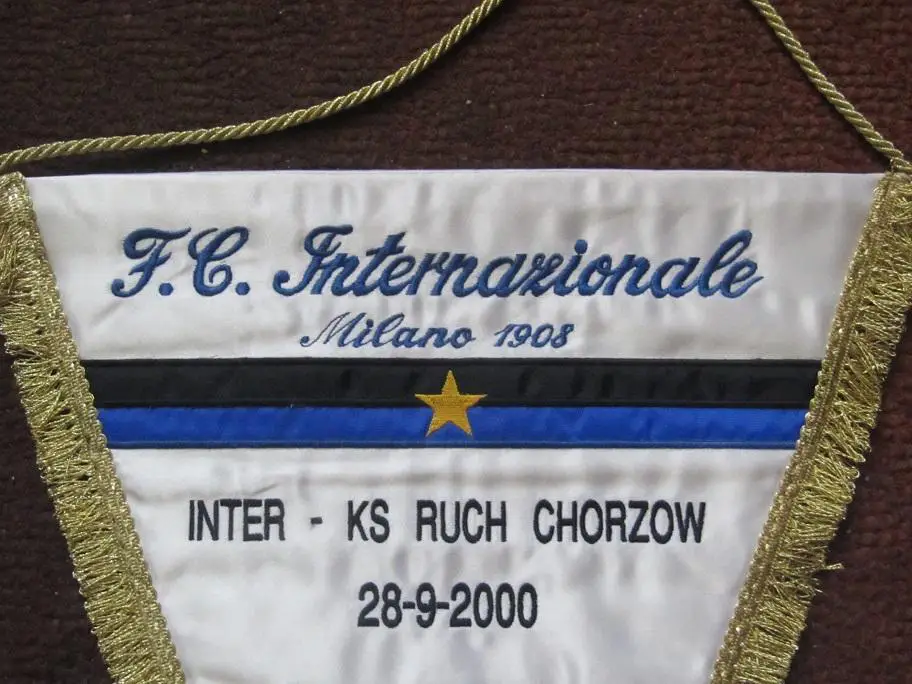 F.C. Internazionale
Milano 1908
INTER - KS RUCH CHORZOW
28-9-2000